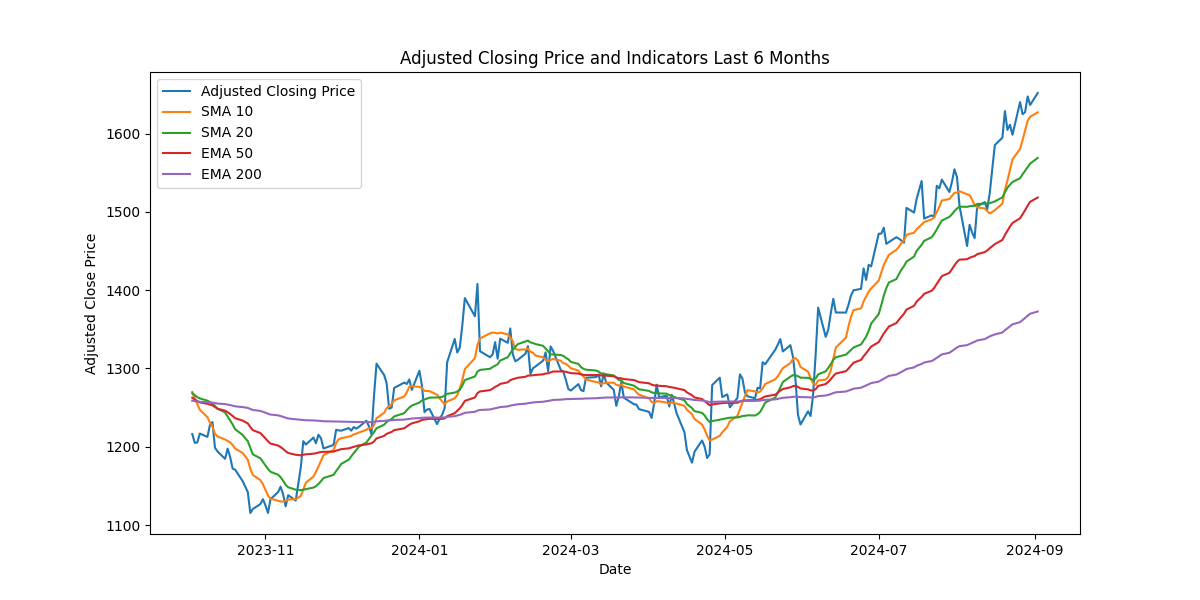 Adjusted Closing Price and Indicators Last 6 Months
Adjusted Closing Price
SMA 10
SMA 20
EMA 50
EMA 200
Adjusted Close Price
1600
1500
1400
1300
1200
1100
2023-11
2024-01
2024-03
2024-05
2024-07
2024-09
Date